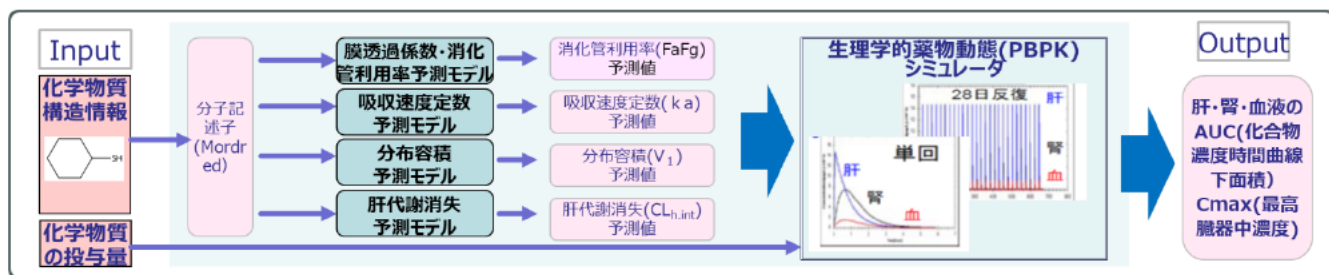 Input
化学物質
構造情報
SH
化学物質
の投与量
分子記
述子
(Mordr
ed)
膜透過係数・消化
管利用率予測モデル
吸収速度定数
予測モデル
分布容積
予測モデル
肝代謝消失
予測モデル
消化管利用率(FaFg)
予測値
吸収速度定数(ka)
予測値
分布容積(V₁)
予測値
肝代謝消失(CLh,int)
予測値
生理学的薬物動態(PBPK)
シミュレータ
28日反復
肝
腎
血
単回
肝
腎
血
Output
肝・腎・血液の
AUC(化合物
濃度時間曲線
下面積)
Cmax(最高
臓器中濃度)